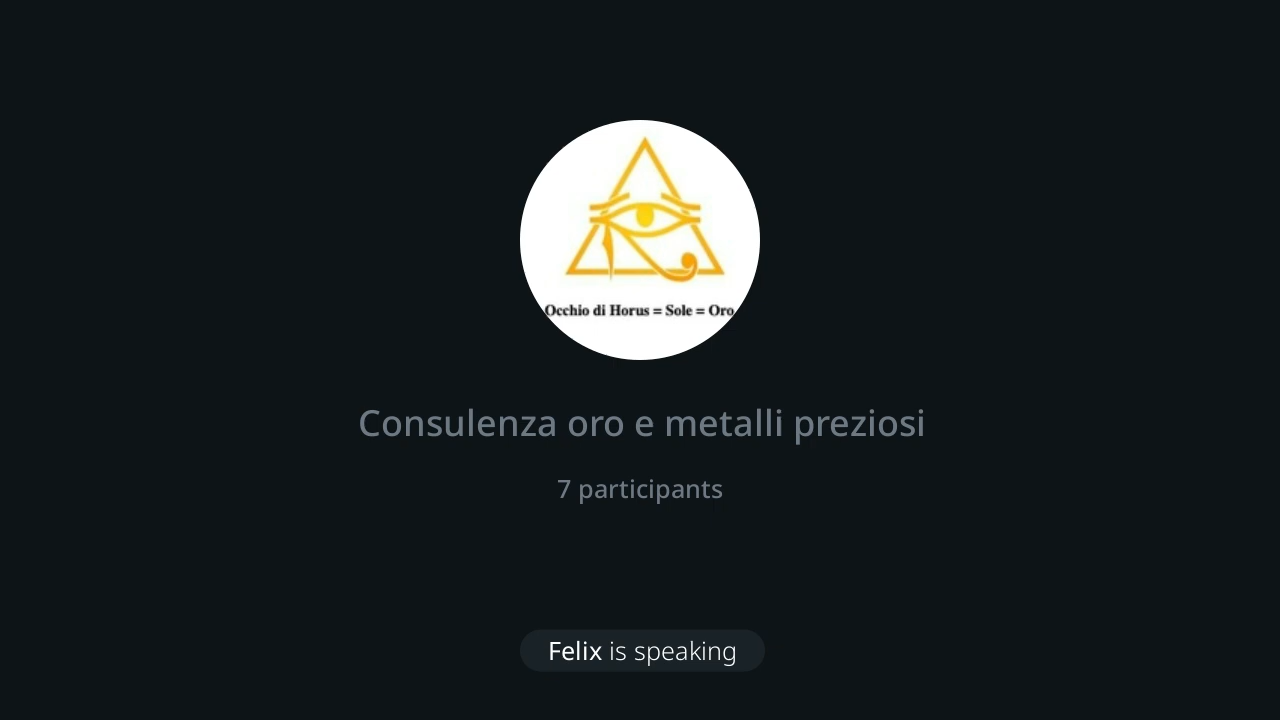 Occhio di Horus = Sole = Oro
Consulenza oro e metalli preziosi
7 participants
Felix is speaking